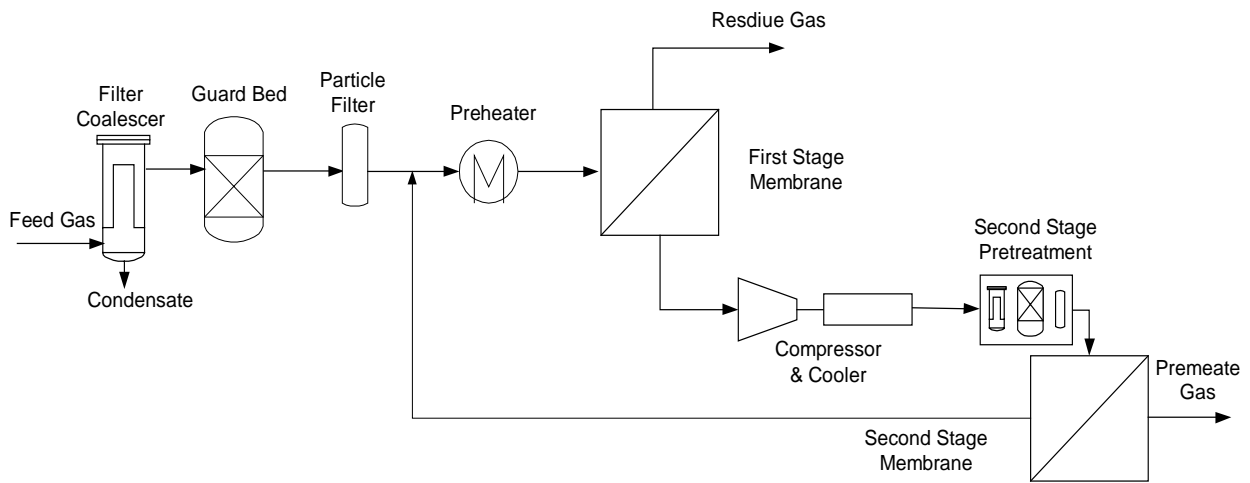 Resdiue Gas
Filter
Coalescer
Guard Bed
Particle
Filter
Preheater
First Stage
Membrane
Feed Gas
Condensate
Second Stage
Pretreatment
Compressor
& Cooler
Premeate
Gas
Second Stage
Membrane